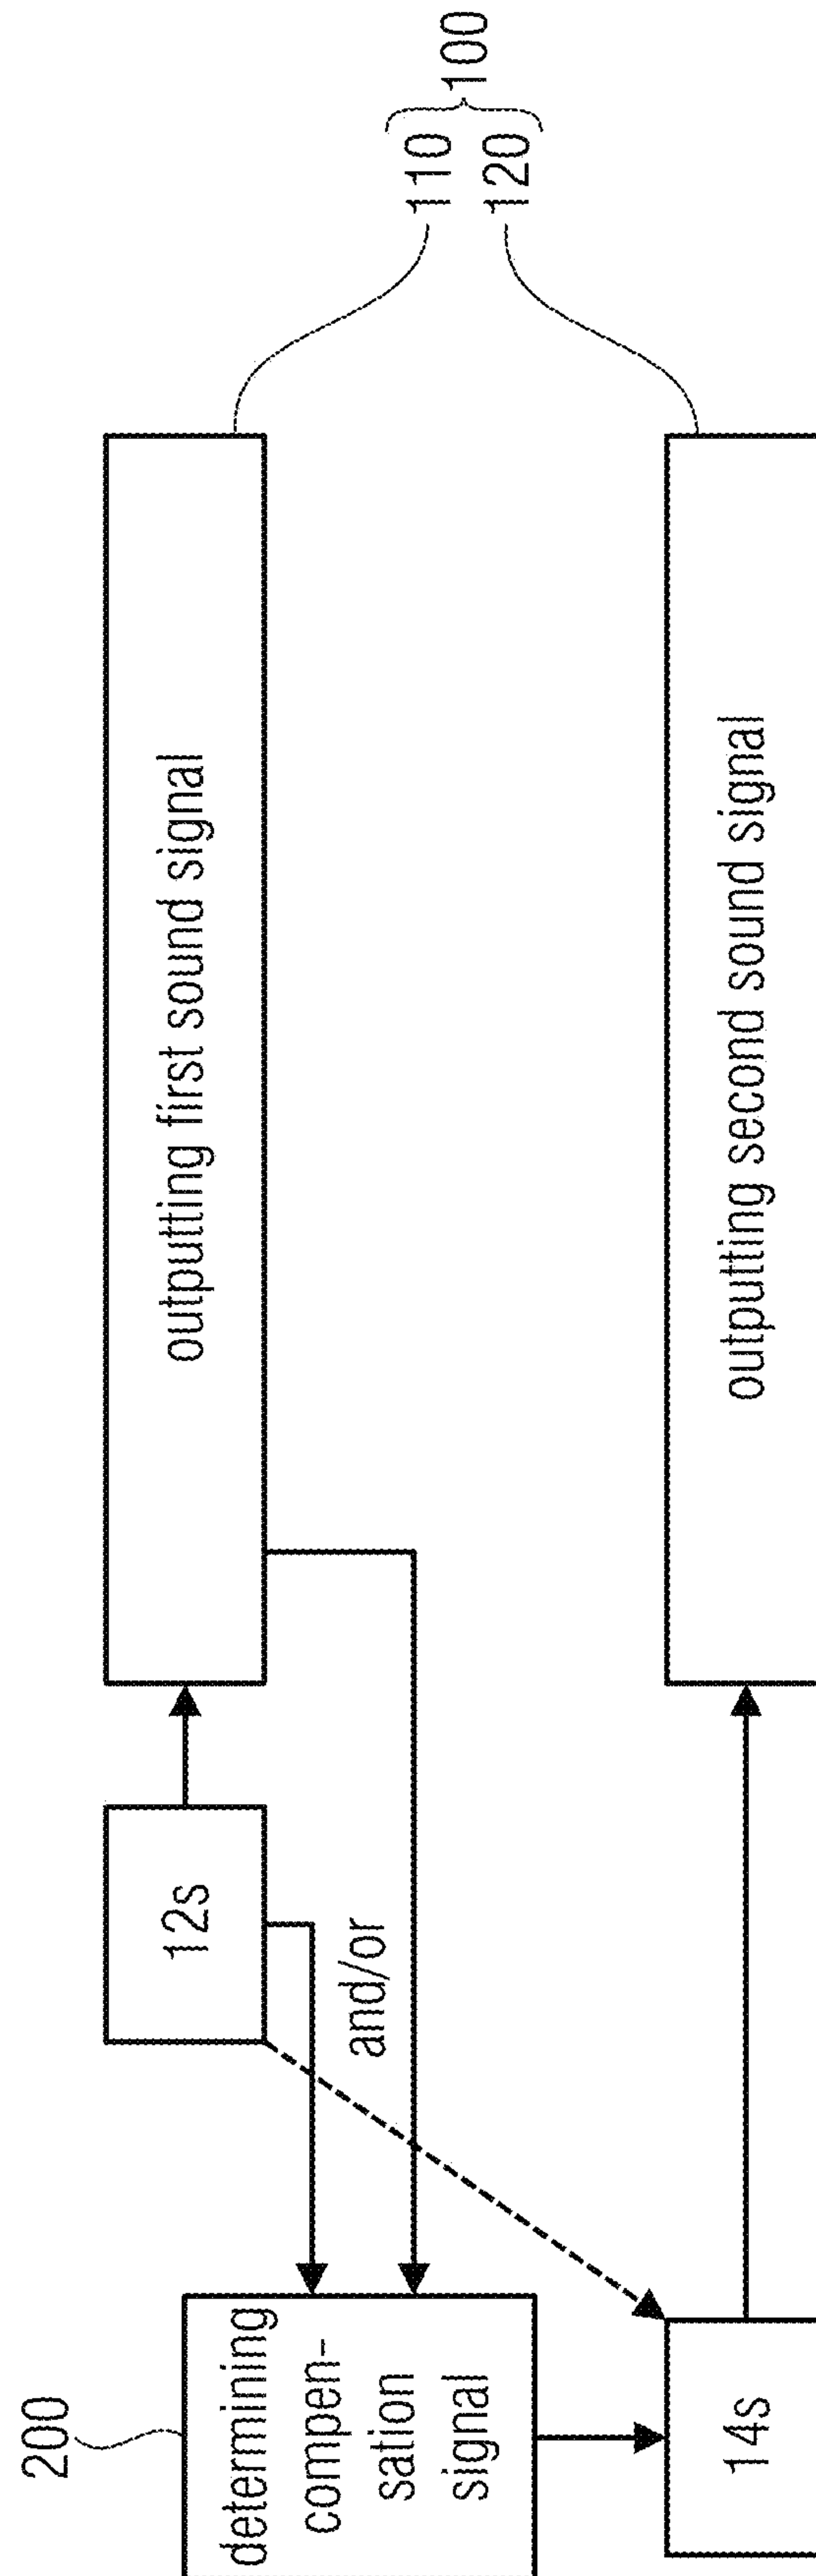 200
determining
compen-
sation
signal
12s
and/or
14s
outputting first sound signal
outputting second sound signal
110
120
100